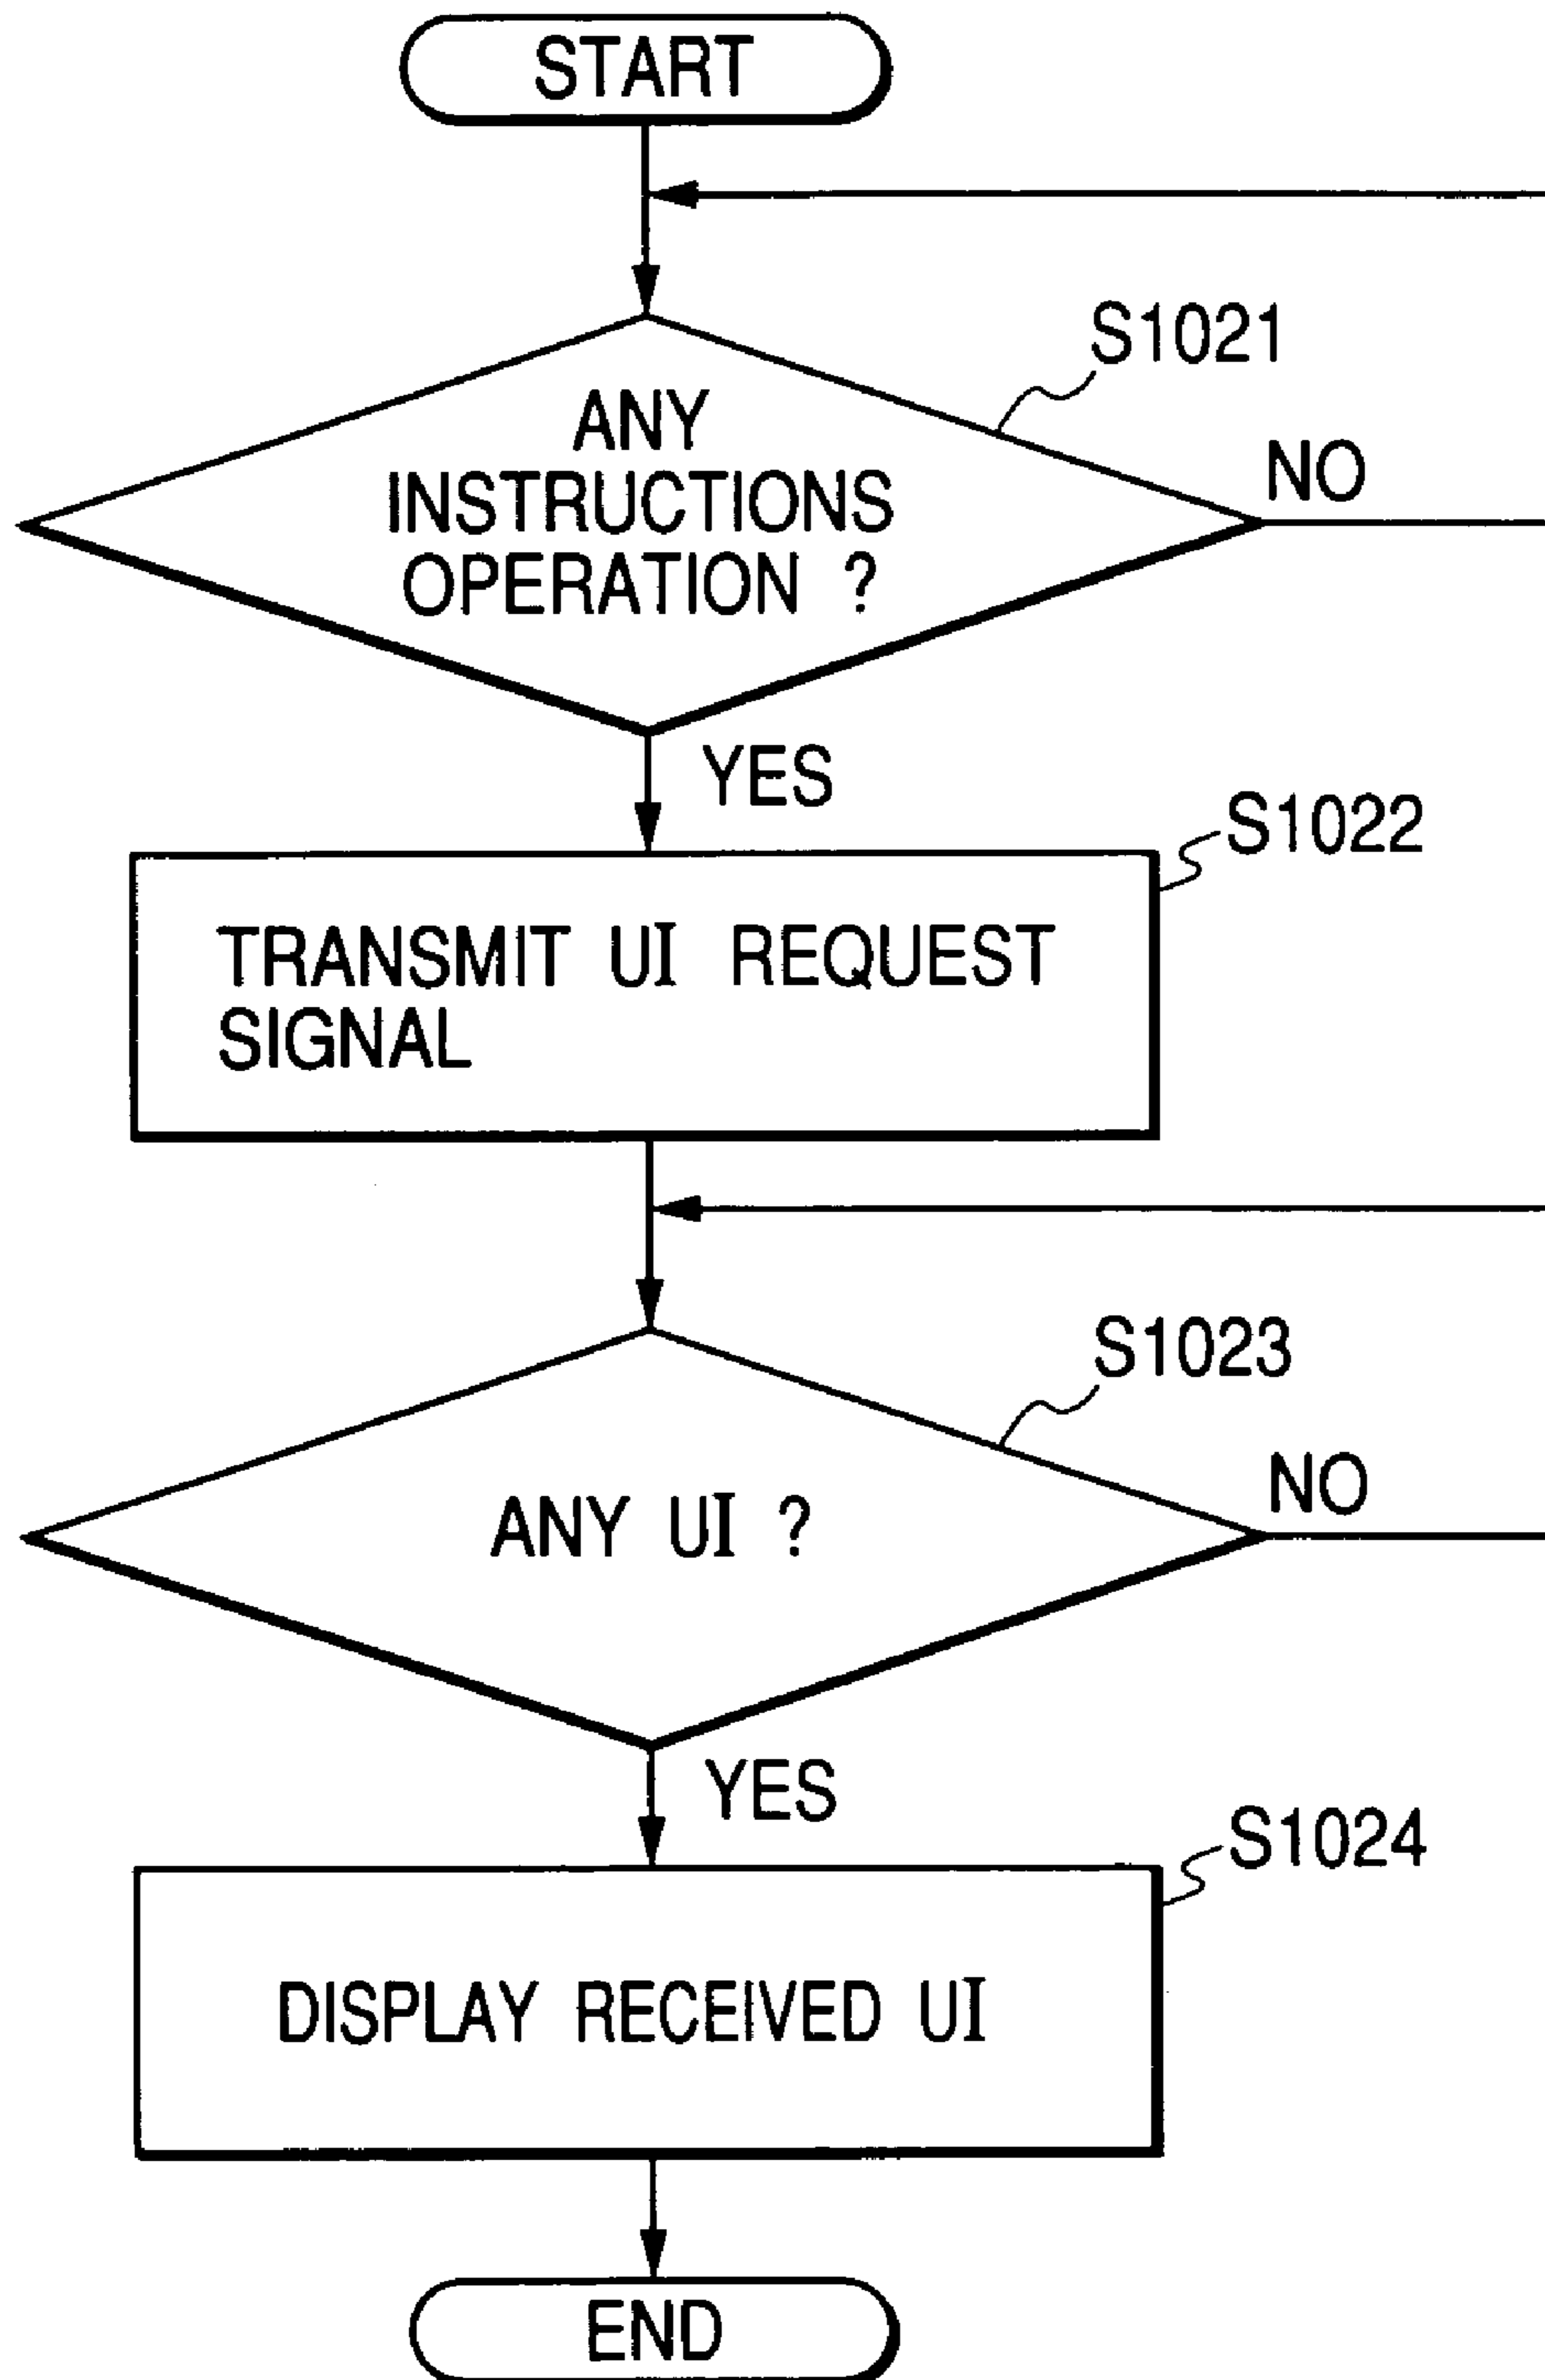 START
S1021
ANY
INSTRUCTIONS
OPERATION ?
NO
YES
S1022
TRANSMIT UI REQUEST
SIGNAL
S1023
ANY UI ?
NO
YES
S1024
DISPLAY RECEIVED UI
END